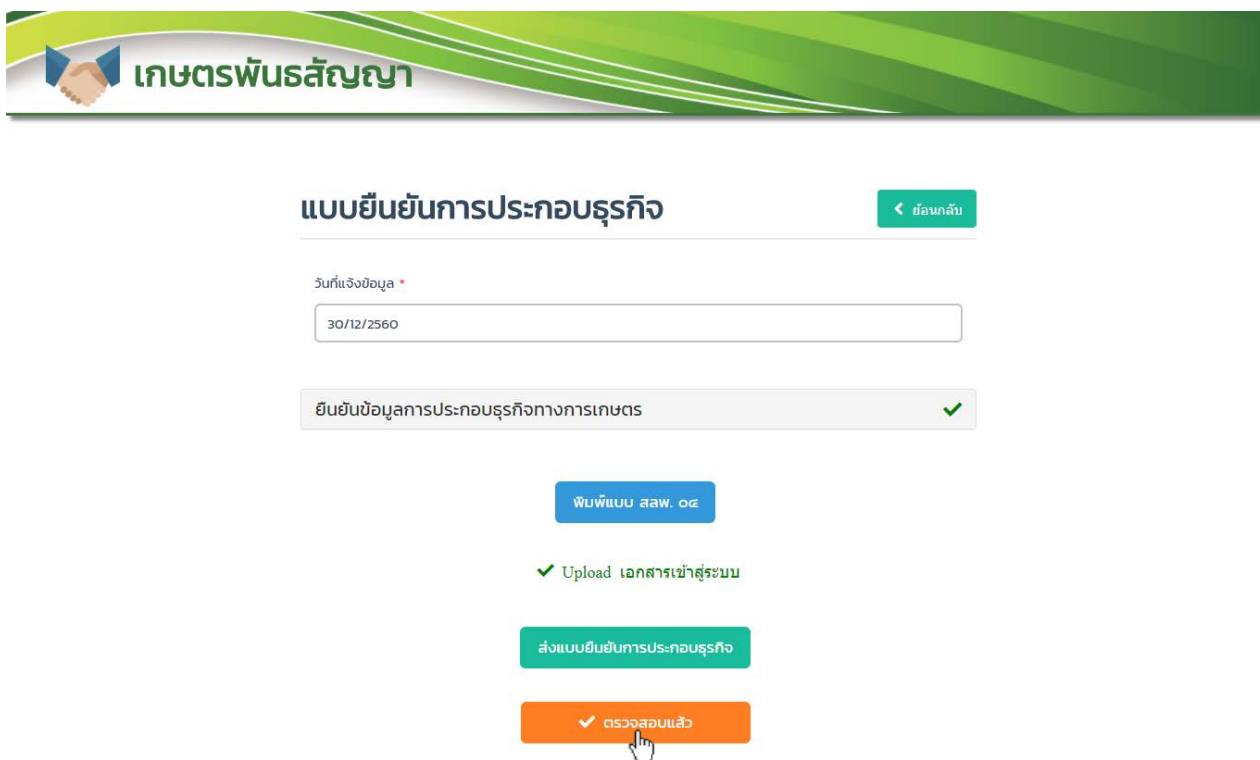 เกษตรพันธสัญญา
แบบยืนยันการประกอบธุรกิจ
ย้อนกลับ
วันที่แจ้งข้อมูล *
30/12/2560
ยืนยันข้อมูลการประกอบธุรกิจทางการเกษตร
พิมพ์แบบ สลพ. ๐๔
Upload เอกสารเข้าสู่ระบบ
ส่งแบบยืนยันการประกอบธุรกิจ
ตรวจสอบแล้ว